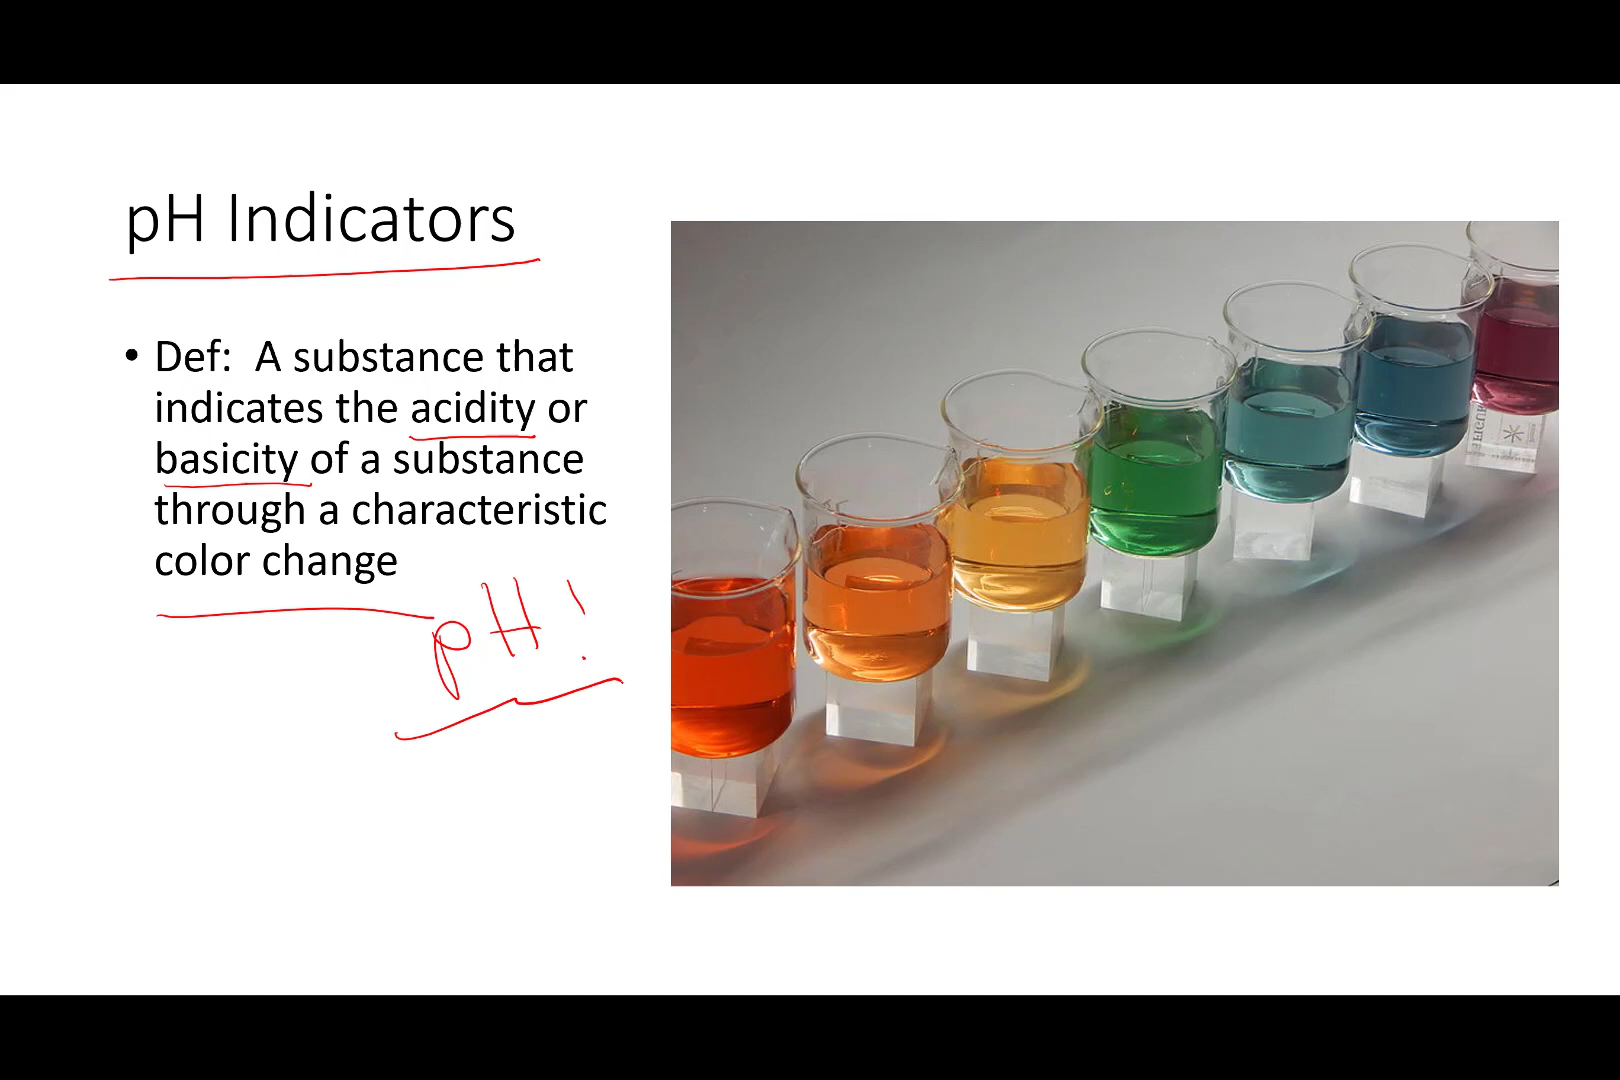 pH Indicators
• Def: A substance that
indicates the acidity or
basicity of a substance
through a characteristic
color change
pH!